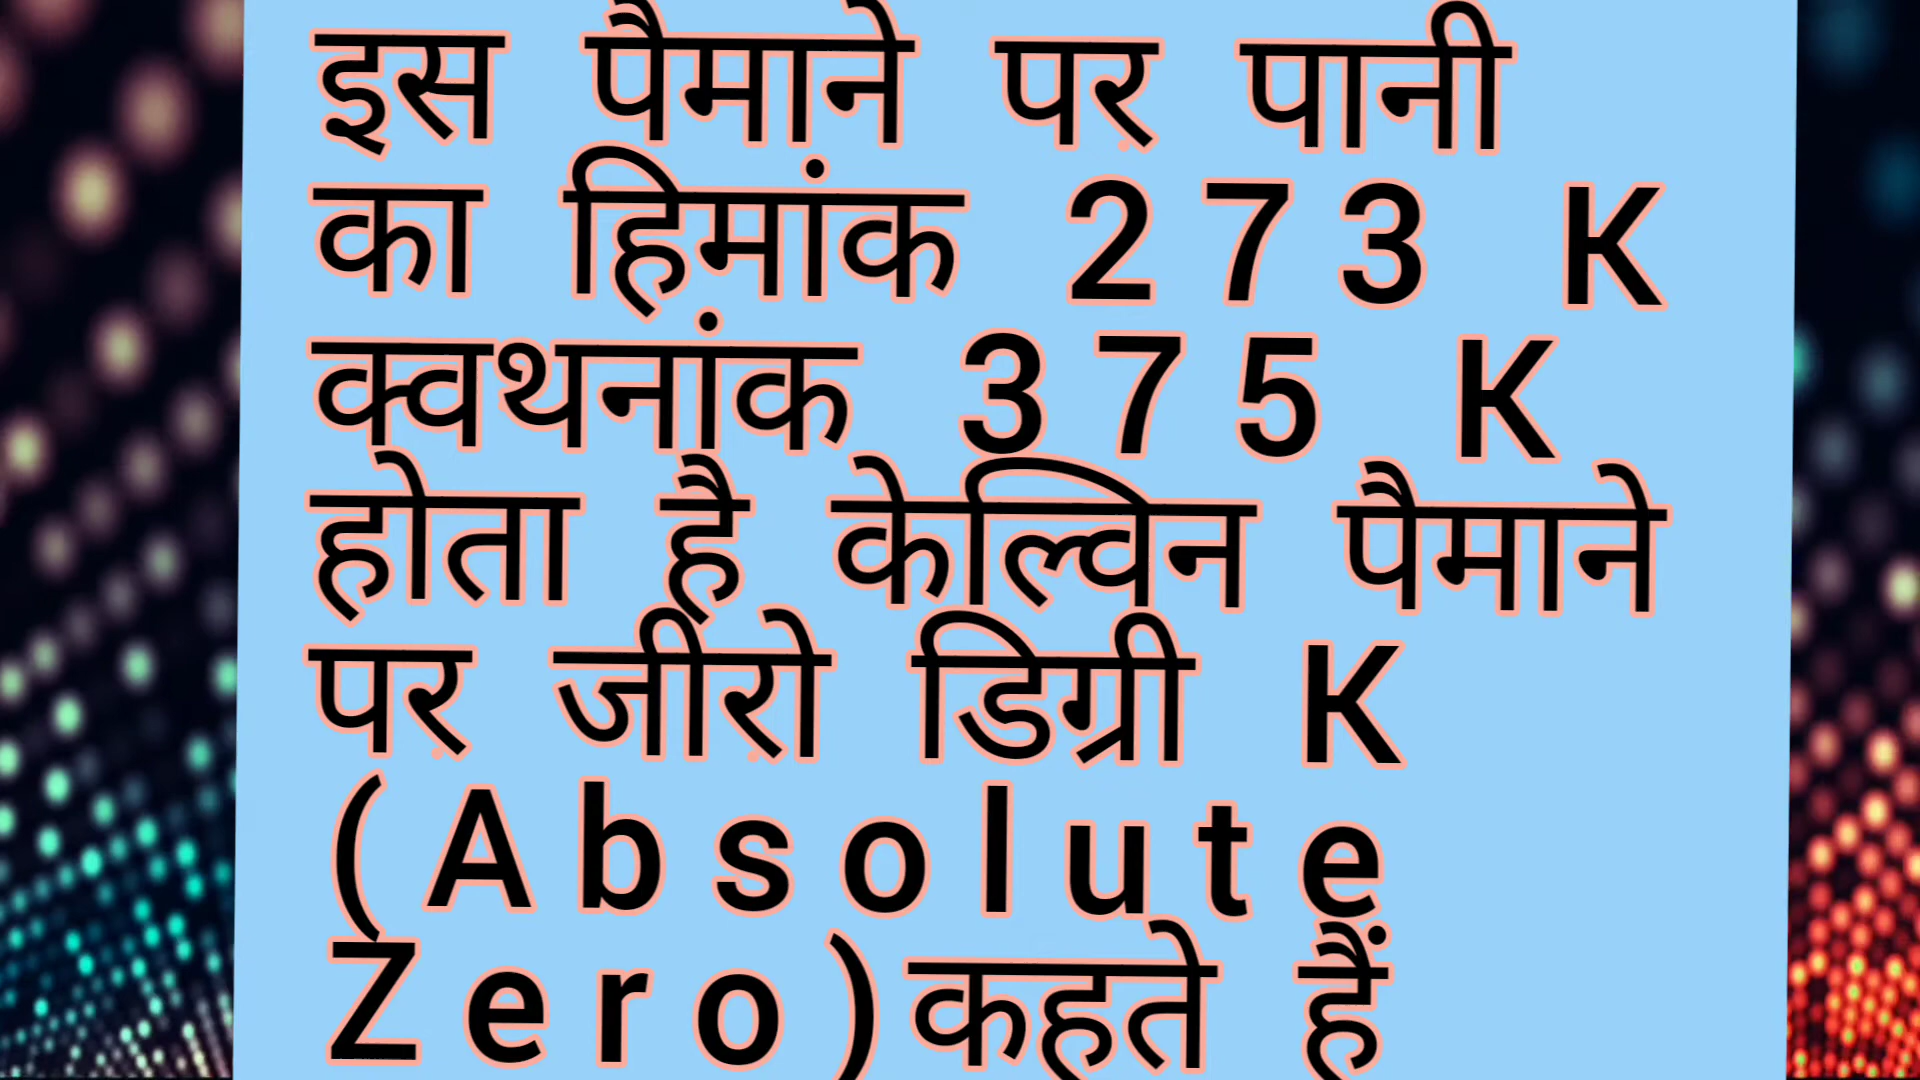 इस पैमाने पर पानी
का हिमांक 273 K
क्वथनांक 375 K
होता है केल्विन पैमाने
पर जीरो डिग्री K
(Absolute
Zero)कहते हैं